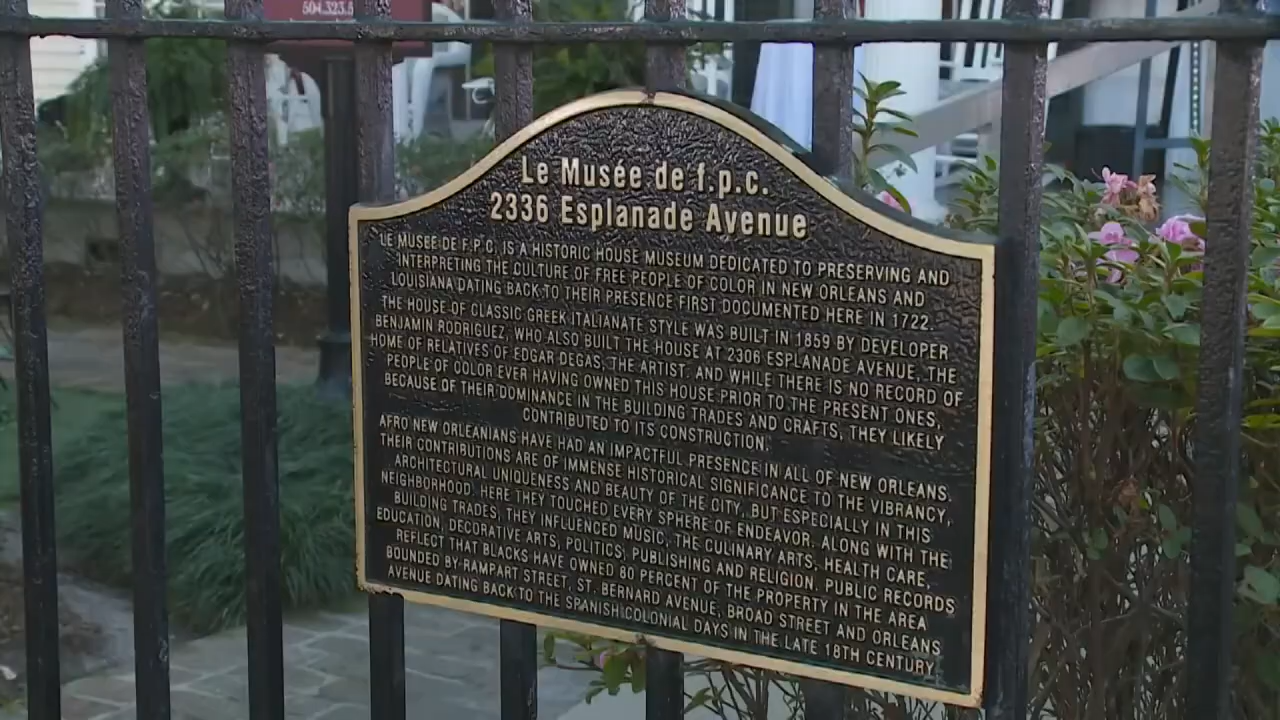 504.323.5
Le Musée de f.p.c.
2336 Esplanade Avenue
LE MUSÉE DE F.P.C. IS A HISTORIC HOUSE MUSEUM DEDICATED TO PRESERVING AND
INTERPRETING THE CULTURE OF FREE PEOPLE OF COLOR IN NEW ORLEANS AND
LOUISIANA DATING BACK TO THEIR PRESENCE FIRST DOCUMENTED HERE IN 1722.
THE HOUSE OF CLASSIC GREEK ITALIANATE STYLE WAS BUILT IN 1859 BY DEVELOPER
BENJAMIN RODRIGUEZ, WHO ALSO BUILT THE HOUSE AT 2306 ESPLANADE AVENUE, THE
HOME OF RELATIVES OF EDGAR DEGAS, THE ARTIST. AND WHILE THERE IS NO RECORD OF
PEOPLE OF COLOR EVER HAVING OWNED THIS HOUSE PRIOR TO THE PRESENT ONES,
BECAUSE OF THEIR DOMINANCE IN THE BUILDING TRADES AND CRAFTS, THEY LIKELY
CONTRIBUTED TO ITS CONSTRUCTION.
AFRO NEW ORLEANIANS HAVE HAD AN IMPACTFUL PRESENCE IN ALL OF NEW ORLEANS.
THEIR CONTRIBUTIONS ARE OF IMMENSE HISTORICAL SIGNIFICANCE TO THE VIBRANCY,
ARCHITECTURAL UNIQUENESS AND BEAUTY OF THE CITY, BUT ESPECIALLY IN THIS
NEIGHBORHOOD. HERE THEY TOUCHED EVERY SPHERE OF ENDEAVOR. ALONG WITH THE
BUILDING TRADES, THEY INFLUENCED MUSIC, THE CULINARY ARTS, HEALTH CARE,
EDUCATION, DECORATIVE ARTS, POLITICS, PUBLISHING AND RELIGION. PUBLIC RECORDS
REFLECT THAT BLACKS HAVE OWNED 80 PERCENT OF THE PROPERTY IN THE AREA
BOUNDED BY RAMPART STREET, ST. BERNARD AVENUE, BROAD STREET AND ORLEANS
AVENUE DATING BACK TO THE SPANISH COLONIAL DAYS IN THE LATE 18TH CENTURY.